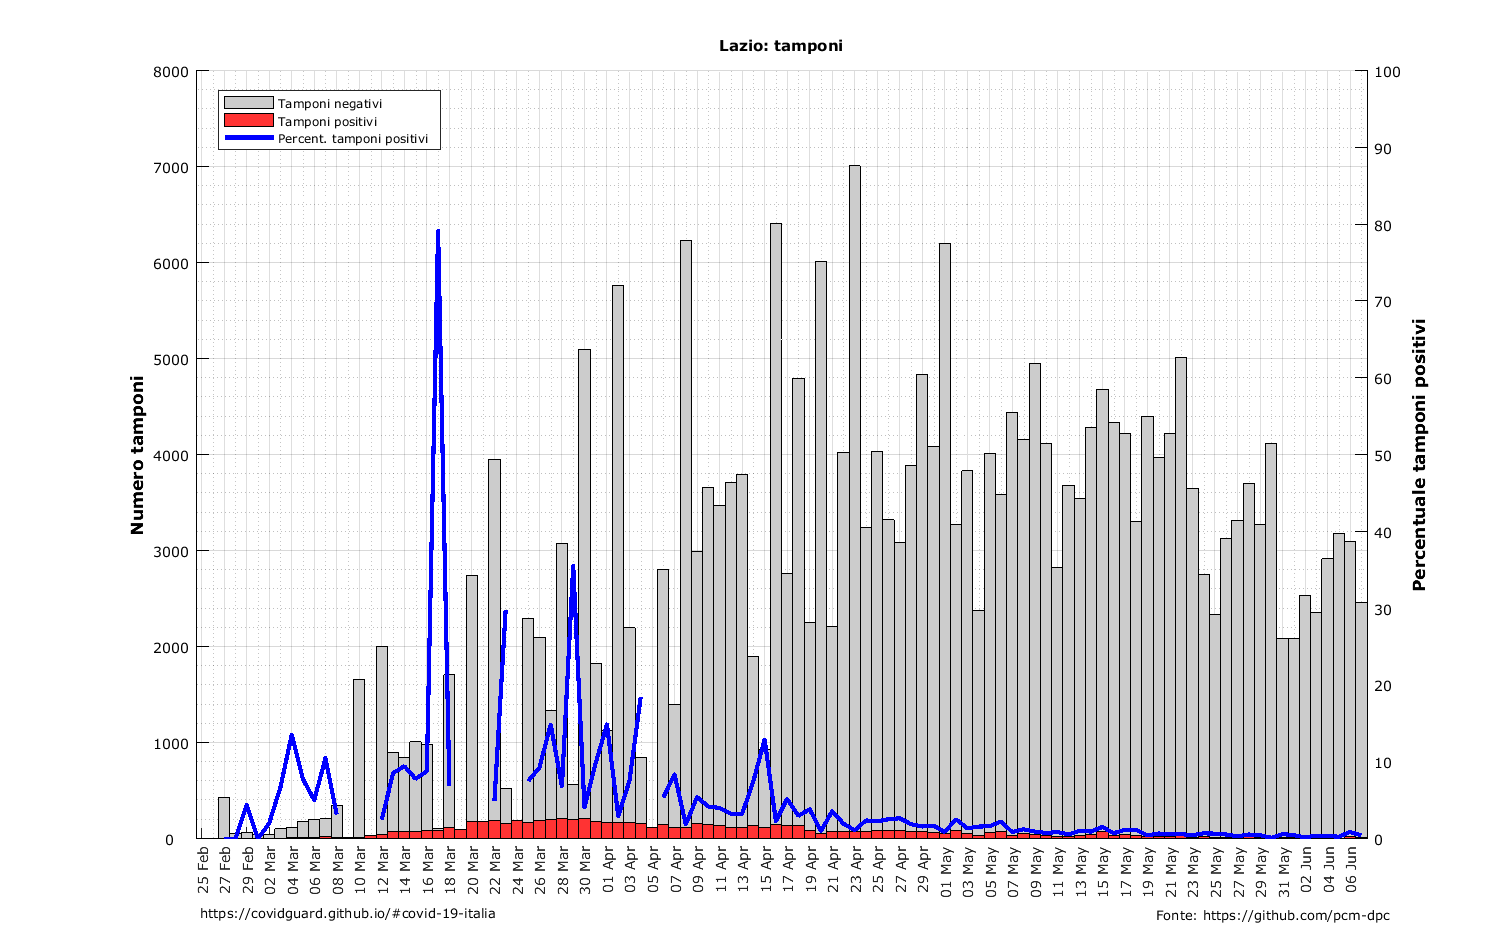 Lazio: tamponi
8000
7000
6000
5000
4000
3000
2000
1000
0
Numero tamponi
Tamponi negativi
Tamponi positivi
Percent. tamponi positivi
100
90
80
70
60
50
40
30
20
10
0
Percentuale tamponi positivi
25 Feb
27 Feb
29 Feb
02 Mar
04 Mar
06 Mar
08 Mar
10 Mar
12 Mar
14 Mar
16 Mar
18 Mar
20 Mar
22 Mar
24 Mar
26 Mar
28 Mar
30 Mar
01 Apr
03 Apr
05 Apr
07 Apr
09 Apr
11 Apr
13 Apr
15 Apr
17 Apr
19 Apr
21 Apr
23 Apr
25 Apr
27 Apr
29 Apr
01 May
03 May
05 May
07 May
09 May
11 May
13 May
15 May
17 May
19 May
21 May
23 May
25 May
27 May
29 May
31 May
02 Jun
04 Jun
06 Jun
https://covidguard.github.io/#covid-19-italia
Fonte: https://github.com/pcm-dpc